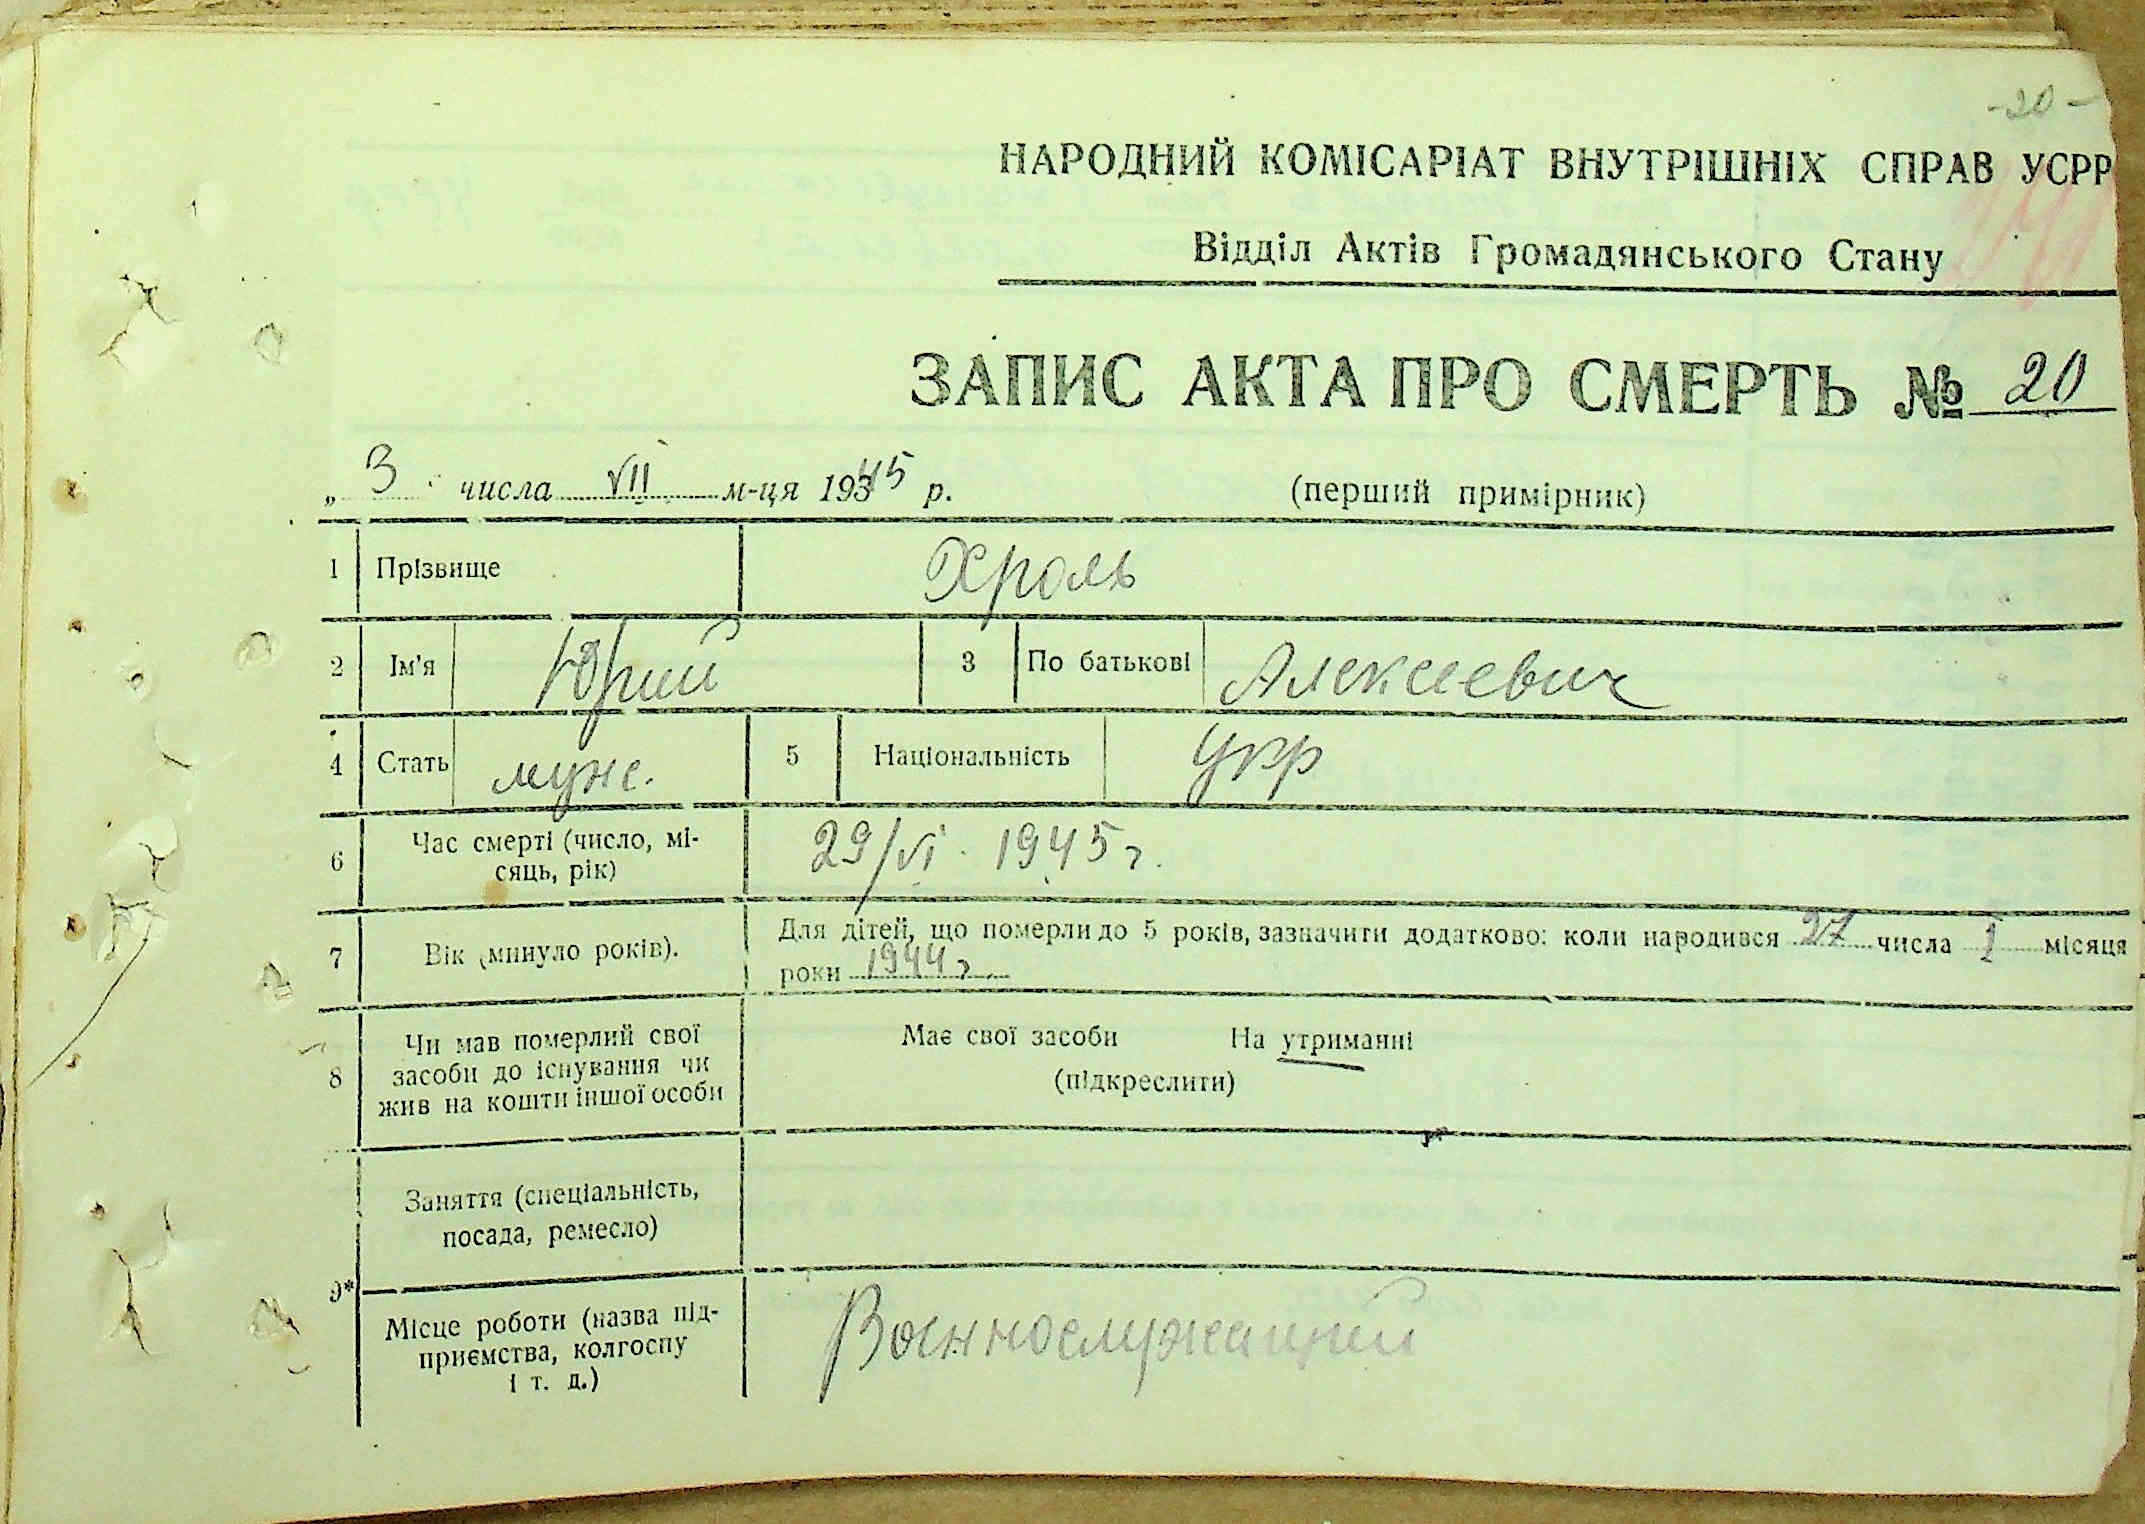 -20-
НАРОДНИЙ КОМІСАРІАТ ВНУТРІШНІХ СПРАВ УСРР
Відділ Актів Громадянського Стану
ЗАПИС АКТА ПРО СМЕРТЬ № 20
„ 3 числа VII м-ця 1945 р. (перший примірник)
1 Прізвище Хроль
2 Ім'я Юрий 3 По батькові Алексеевич
4 Стать муж. 5 Національність Укр
6 Час смерті (число, мі-
сяць, рік) 29/VI. 1945 г.
7 Вік (минуло років). Для дітей, що померли до 5 років, зазначити додатково: коли народився 27 числа I місяця
роки 1944 г.
8 Чи мав померлий свої
засоби до існування чи
жив на кошти іншої особи
Має свої засоби На утриманні
(підкреслити)
9* Заняття (спеціальність,
посада, ремесло)
Місце роботи (назва під-
приємства, колгоспу
і т. д.) Военнослужащий